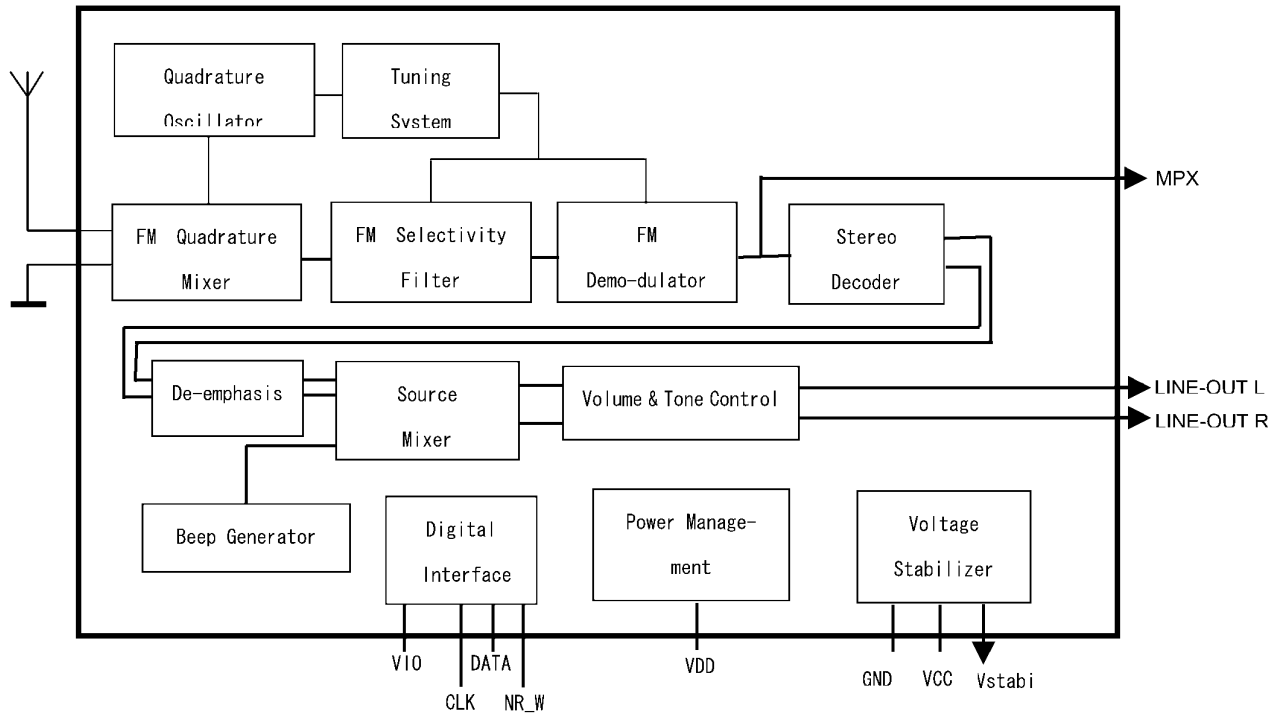 Quadrature
Oscillator
Tuning
System
MPX
FM Quadrature
Mixer
FM Selectivity
Filter
FM
Demo-dulator
Stereo
Decoder
De-emphasis
Source
Mixer
Volume & Tone Control
LINE-OUT L
LINE-OUT R
Beep Generator
Digital
Interface
Power Manage-
ment
Voltage
Stabilizer
VIO
CLK
DATA
NR_W
VDD
GND
VCC
Vstabi